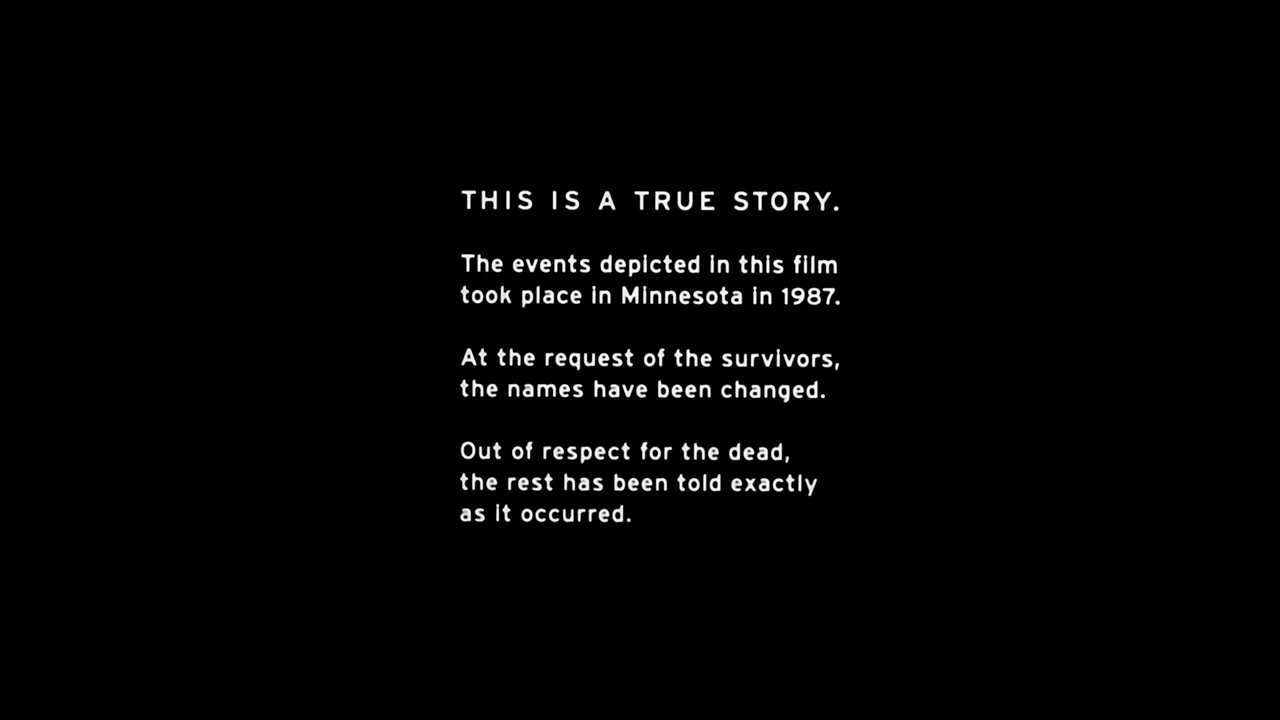 THIS IS A TRUE STORY.
The events depicted in this film
took place in Minnesota in 1987.
At the request of the survivors,
the names have been changed.
Out of respect for the dead,
the rest has been told exactly
as it occurred.